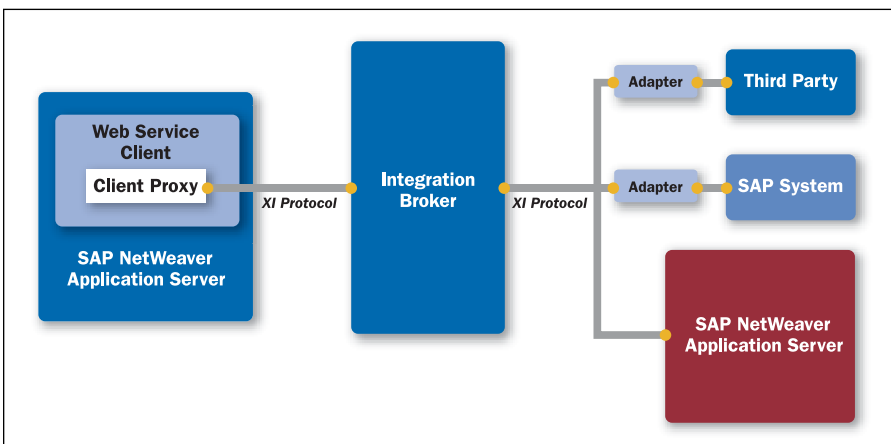 Web Service
Client
Client Proxy
SAP NetWeaver
Application Server
XI Protocol
Integration
Broker
XI Protocol
Adapter
Third Party
Adapter
SAP System
SAP NetWeaver
Application Server